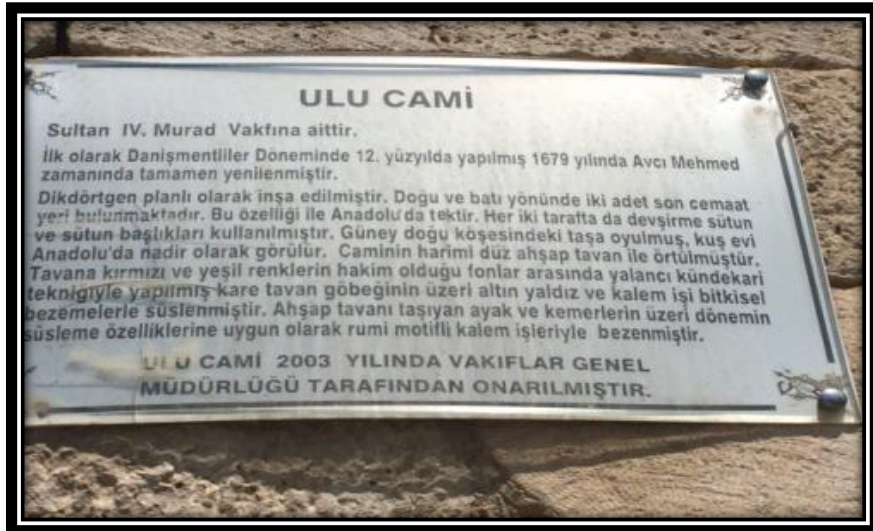 ULU CAMİ
Sultan IV. Murad Vakfına aittir.
İlk olarak Danişmentliler Döneminde 12. yüzyılda yapılmış 1679 yılında Avcı Mehmed
zamanında tamamen yenilenmiştir.
Dikdörtgen planlı olarak inşa edilmiştir. Doğu ve batı yönünde iki adet son cemaat
yeri bulunmaktadır. Bu özelliği ile Anadolu'da tektir. Her iki tarafta da devşirme sütun
ve sütun başlıkları kullanılmıştır. Güney doğu köşesindeki taşa oyulmuş, kuş evi
Anadolu'da nadir olarak görülür. Caminin harimi düz ahşap tavan ile örtülmüştür.
Tavana kırmızı ve yeşil renklerin hakim olduğu fonlar arasında yalancı kündekari
tekniğiyle yapılmış kare tavan göbeğinin üzeri altın yaldız ve kalem işi bitkisel
bezemelerle süslenmiştir. Ahşap tavanı taşıyan ayak ve kemerlerin üzeri dönemin
süsleme özelliklerine uygun olarak rumi motifli kalem işleriyle bezenmiştir.
ULU CAMİ 2003 YILINDA VAKIFLAR GENEL
MÜDÜRLÜĞÜ TARAFINDAN ONARILMIŞTIR.